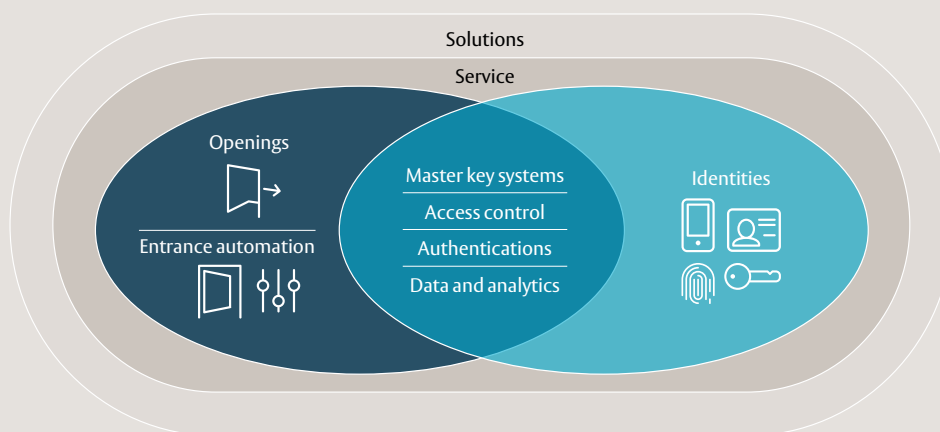 Solutions
Service
Openings
Entrance automation
Master key systems
Access control
Authentications
Data and analytics
Identities